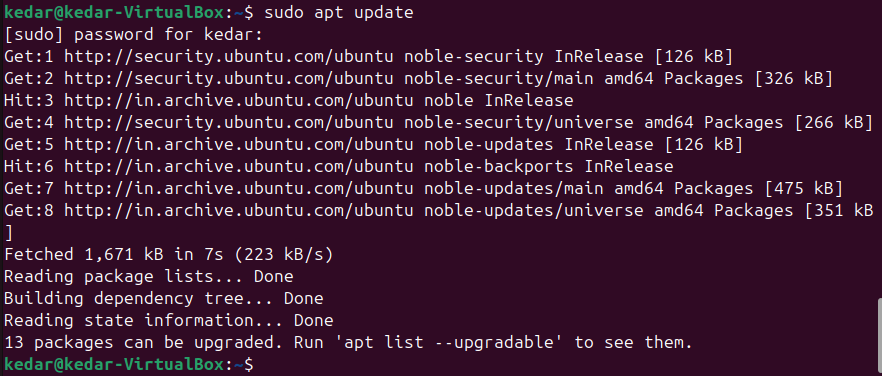 kedar@kedar-VirtualBox:~$ sudo apt update
[sudo] password for kedar:
Get:1 http://security.ubuntu.com/ubuntu noble-security InRelease [126 kB]
Get:2 http://security.ubuntu.com/ubuntu noble-security/main amd64 Packages [326 kB]
Hit:3 http://in.archive.ubuntu.com/ubuntu noble InRelease
Get:4 http://security.ubuntu.com/ubuntu noble-security/universe amd64 Packages [266 kB]
Get:5 http://in.archive.ubuntu.com/ubuntu noble-updates InRelease [126 kB]
Hit:6 http://in.archive.ubuntu.com/ubuntu noble-backports InRelease
Get:7 http://in.archive.ubuntu.com/ubuntu noble-updates/main amd64 Packages [475 kB]
Get:8 http://in.archive.ubuntu.com/ubuntu noble-updates/universe amd64 Packages [351 kB
]
Fetched 1,671 kB in 7s (223 kB/s)
Reading package lists... Done
Building dependency tree... Done
Reading state information... Done
13 packages can be upgraded. Run 'apt list --upgradable' to see them.
kedar@kedar-VirtualBox:~$